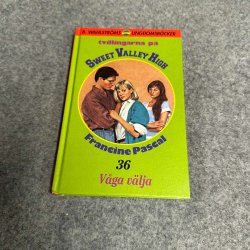 B. WAHLSTRÖMS UNGDOMSBÖCKER
tvillingarna på
SWEET VALLEY HIGH
Francine Pascal
36
Våga välja